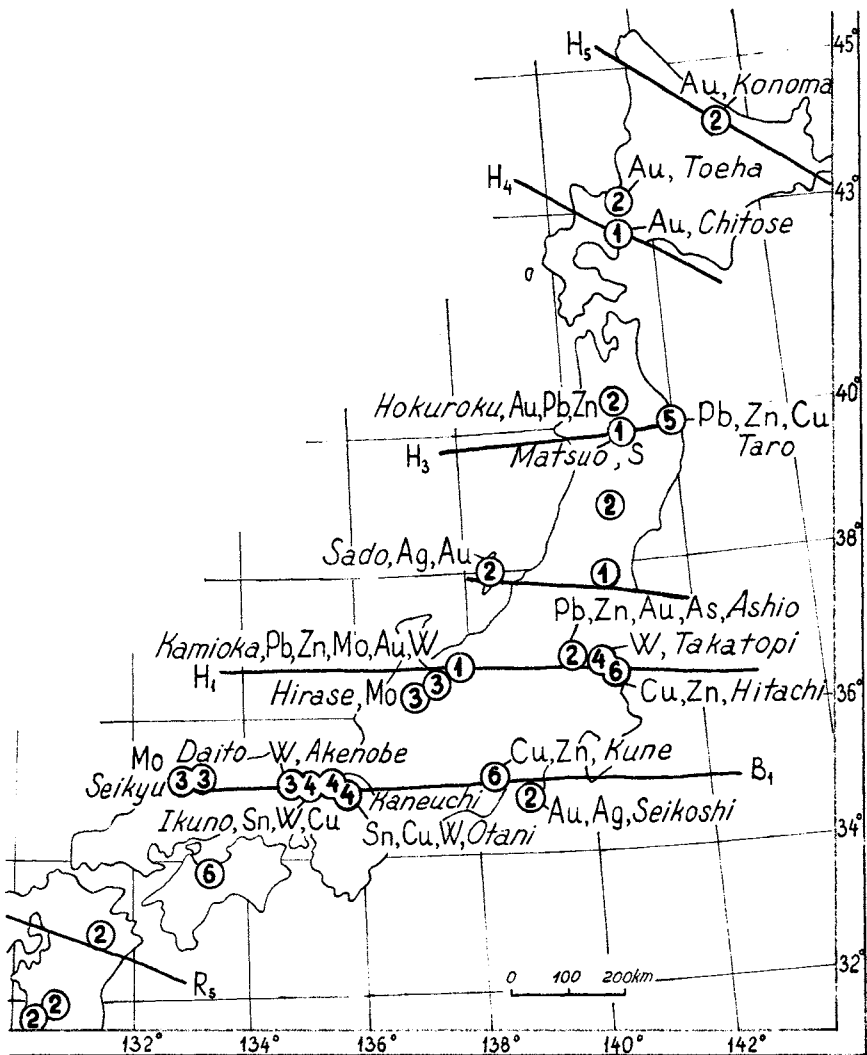 45°
H5
Au, Konoma
2
Au, Toeha
43°
H4
2
Au, Chitose
1
40°
Hokuroku, Au, Pb, Zn
2
5
Pb, Zn, Cu
1
Taro
H3
Matsuo, S
2
38°
Sado, Ag, Au
2
1
Pb, Zn, Au, As, Ashio
Kamioka, Pb, Zn, Mo, Au, W
2
4
W, Takatopi
1
6
H1
3
3
Hirase, Mo
Cu, Zn, Hitachi
36°
Mo
Daito
W, Akenobe
Cu, Zn, Kune
6
B1
Seikyu
3
3
3
4
4
4
Kaneuchi
2
Au, Ag, Seikoshi
Ikuno, Sn, W, Cu
Sn, Cu, W, Otani
34°
6
2
32°
R5
0 100 200km
2
2
132° 134° 136° 138° 140° 142°